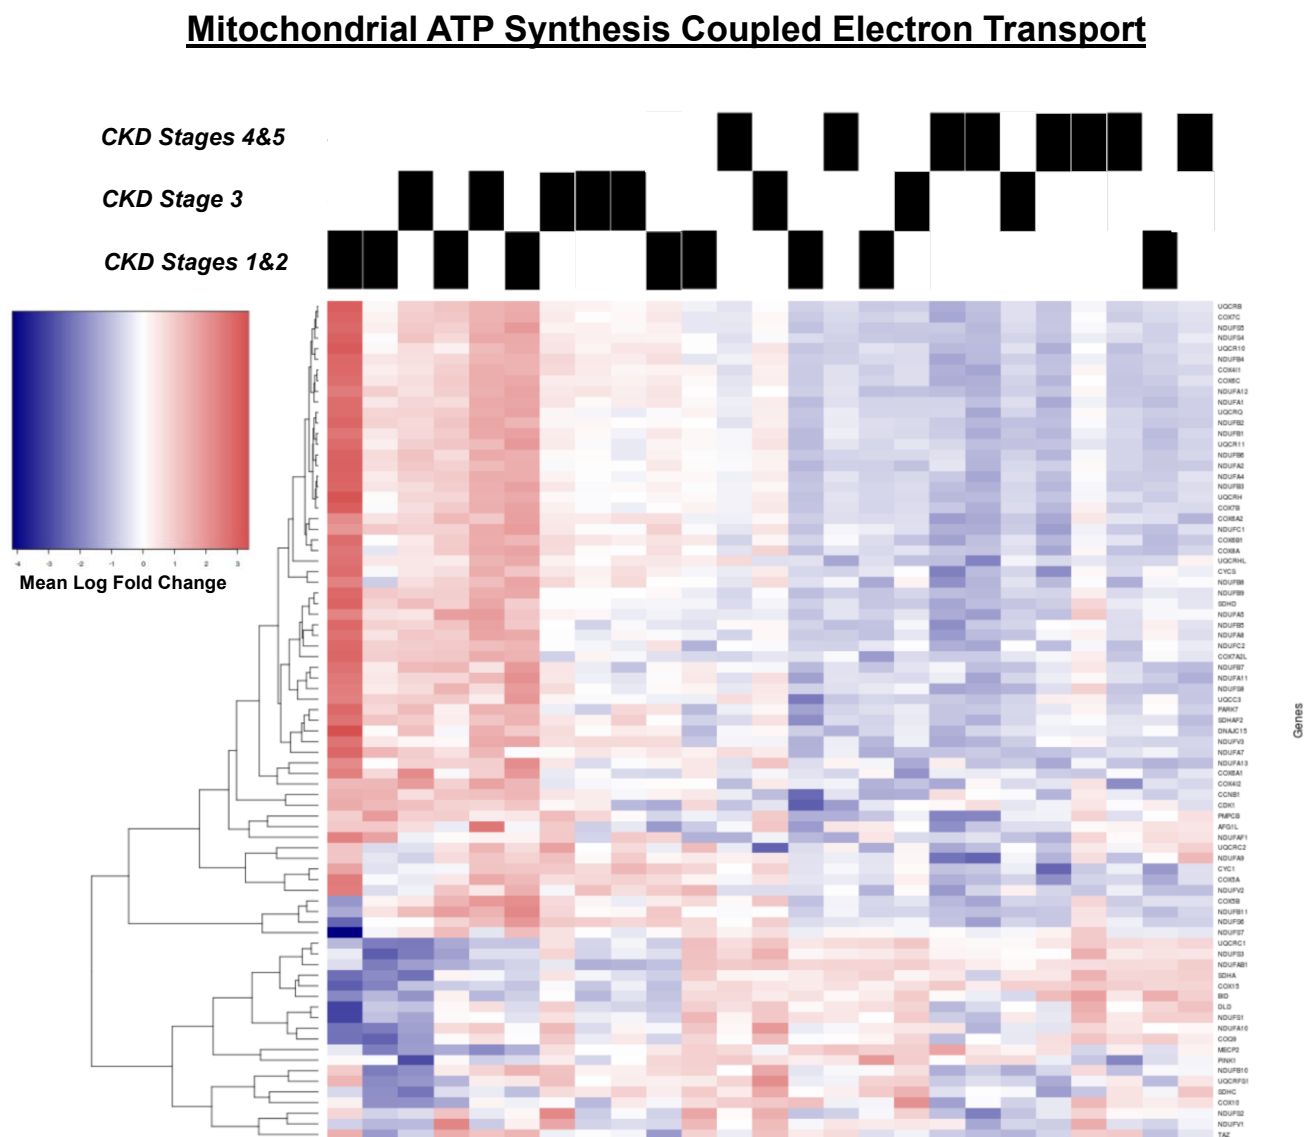 Mitochondrial ATP Synthesis Coupled Electron Transport
CKD Stages 4&5
CKD Stage 3
CKD Stages 1&2
-4 -3 -2 -1 0 1 2 3
Mean Log Fold Change
UQCRB
COX7C
NDUFS5
NDUFS4
UQCR10
NDUFB4
COX4I1
COX6C
NDUFA12
NDUFA1
UQCRQ
NDUFB2
NDUFB1
UQCR11
NDUFB6
NDUFA2
NDUFA4
NDUFB3
UQCRH
COX7B
COX6A2
NDUFC1
COX6B1
COX8A
UQCRHL
CYCS
NDUFB8
NDUFB9
SDHD
NDUFA5
NDUFB5
NDUFA8
NDUFC2
COX7A2L
NDUFB7
NDUFA11
NDUFS8
UQCC3
PARK7
SDHAF2
DNAJC15
NDUFV3
NDUFA7
NDUFA13
COX6A1
COX4I2
CCNB1
CDK1
PMPCB
AFG1L
NDUFAF1
UQCRC2
NDUFA9
CYC1
COX5A
NDUFV2
COX5B
NDUFB11
NDUFS6
NDUFS7
UQCRC1
NDUFS3
NDUFAB1
SDHA
COX15
BID
DLD
NDUFS1
NDUFA10
COQ9
MECP2
PINK1
NDUFB10
UQCRFS1
SDHC
COX10
NDUFS2
NDUFV1
TAZ
Genes